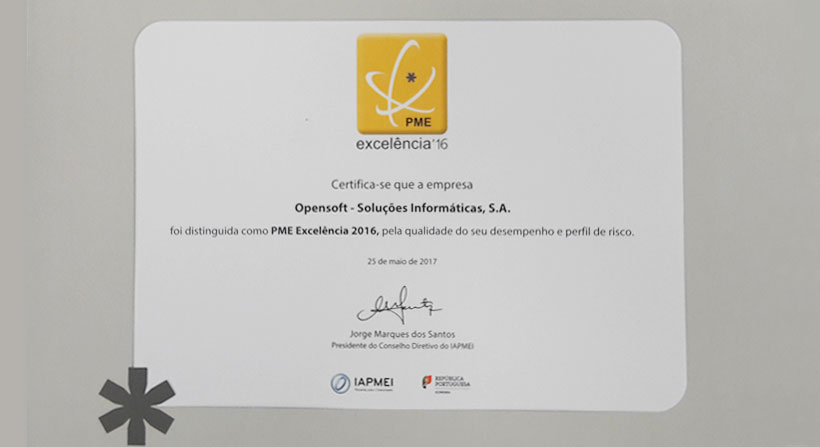 PME
excelência'16
Certifica-se que a empresa
Opensoft - Soluções Informáticas, S.A.
foi distinguida como PME Excelência 2016, pela qualidade do seu desempenho e perfil de risco.
25 de maio de 2017
Jorge Marques dos Santos
Presidente do Conselho Diretivo do IAPMEI
IAPMEI
REPÚBLICA
PORTUGUESA